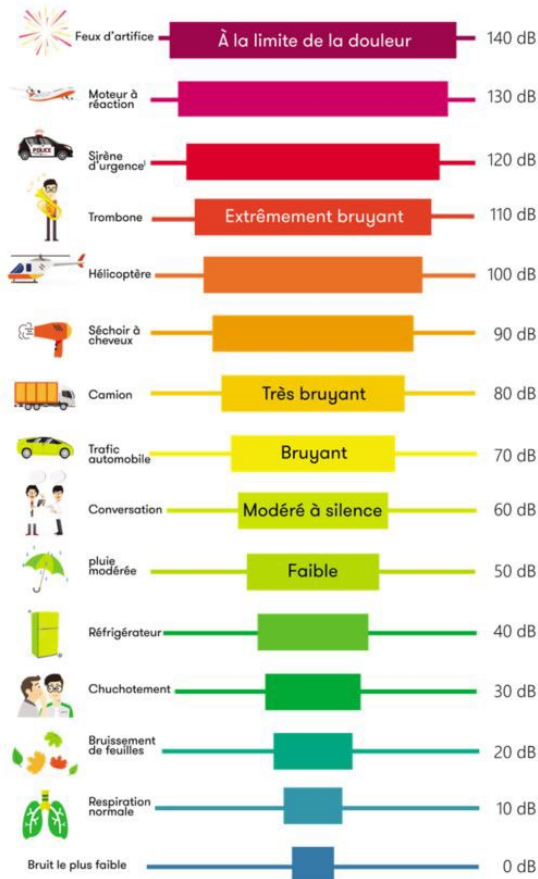 Feux d'artifice À la limite de la douleur 140 dB
Moteur à
réaction 130 dB
POLICE
Sirène
d'urgence 120 dB
Trombone Extrêmement bruyant 110 dB
Hélicoptère 100 dB
Séchoir à
cheveux 90 dB
Camion Très bruyant 80 dB
Trafic
automobile Bruyant 70 dB
Conversation Modéré à silence 60 dB
pluie
modérée Faible 50 dB
Réfrigérateur 40 dB
Chuchotement 30 dB
Bruissement
de feuilles 20 dB
Respiration
normale 10 dB
Bruit le plus faible 0 dB